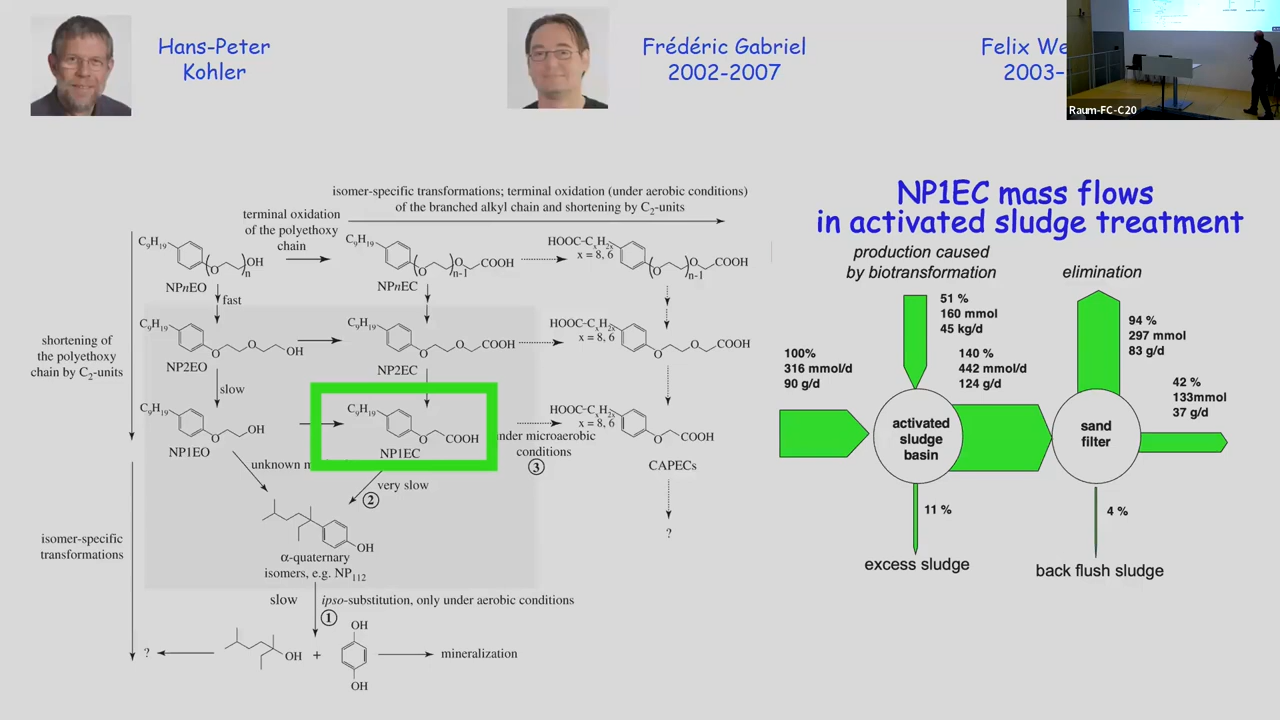 Hans-Peter
Kohler
Frédéric Gabriel
2002-2007
Felix We
2003-
Raum-FC-C20
isomer-specific transformations; terminal oxidation (under aerobic conditions)
of the branched alkyl chain and shortening by C2-units
terminal oxidation
of the polyethoxy
chain
C9H19
O
OH
n
NPnEO
C9H19
O
O
COOH
n-1
NPnEC
HOOC-CxH2x
x = 8, 6
O
O
COOH
n-1
fast
shortening of
the polyethoxy
chain by C2-units
C9H19
O
O
OH
NP2EO
C9H19
O
O
COOH
NP2EC
HOOC-CxH2x
x = 8, 6
O
O
COOH
slow
C9H19
O
OH
NP1EO
C9H19
O
COOH
NP1EC
HOOC-CxH2x
x = 8, 6
O
COOH
CAPECs
under microaerobic
conditions
3
unknown m
very slow
2
?
OH
α-quaternary
isomers, e.g. NP112
isomer-specific
transformations
slow
ipso-substitution, only under aerobic conditions
1
?
OH
+
OH
OH
mineralization
NP1EC mass flows
in activated sludge treatment
production caused
by biotransformation
elimination
51 %
160 mmol
45 kg/d
94 %
297 mmol
83 g/d
100%
316 mmol/d
90 g/d
140 %
442 mmol/d
124 g/d
42 %
133mmol
37 g/d
activated
sludge
basin
sand
filter
11 %
4 %
excess sludge
back flush sludge